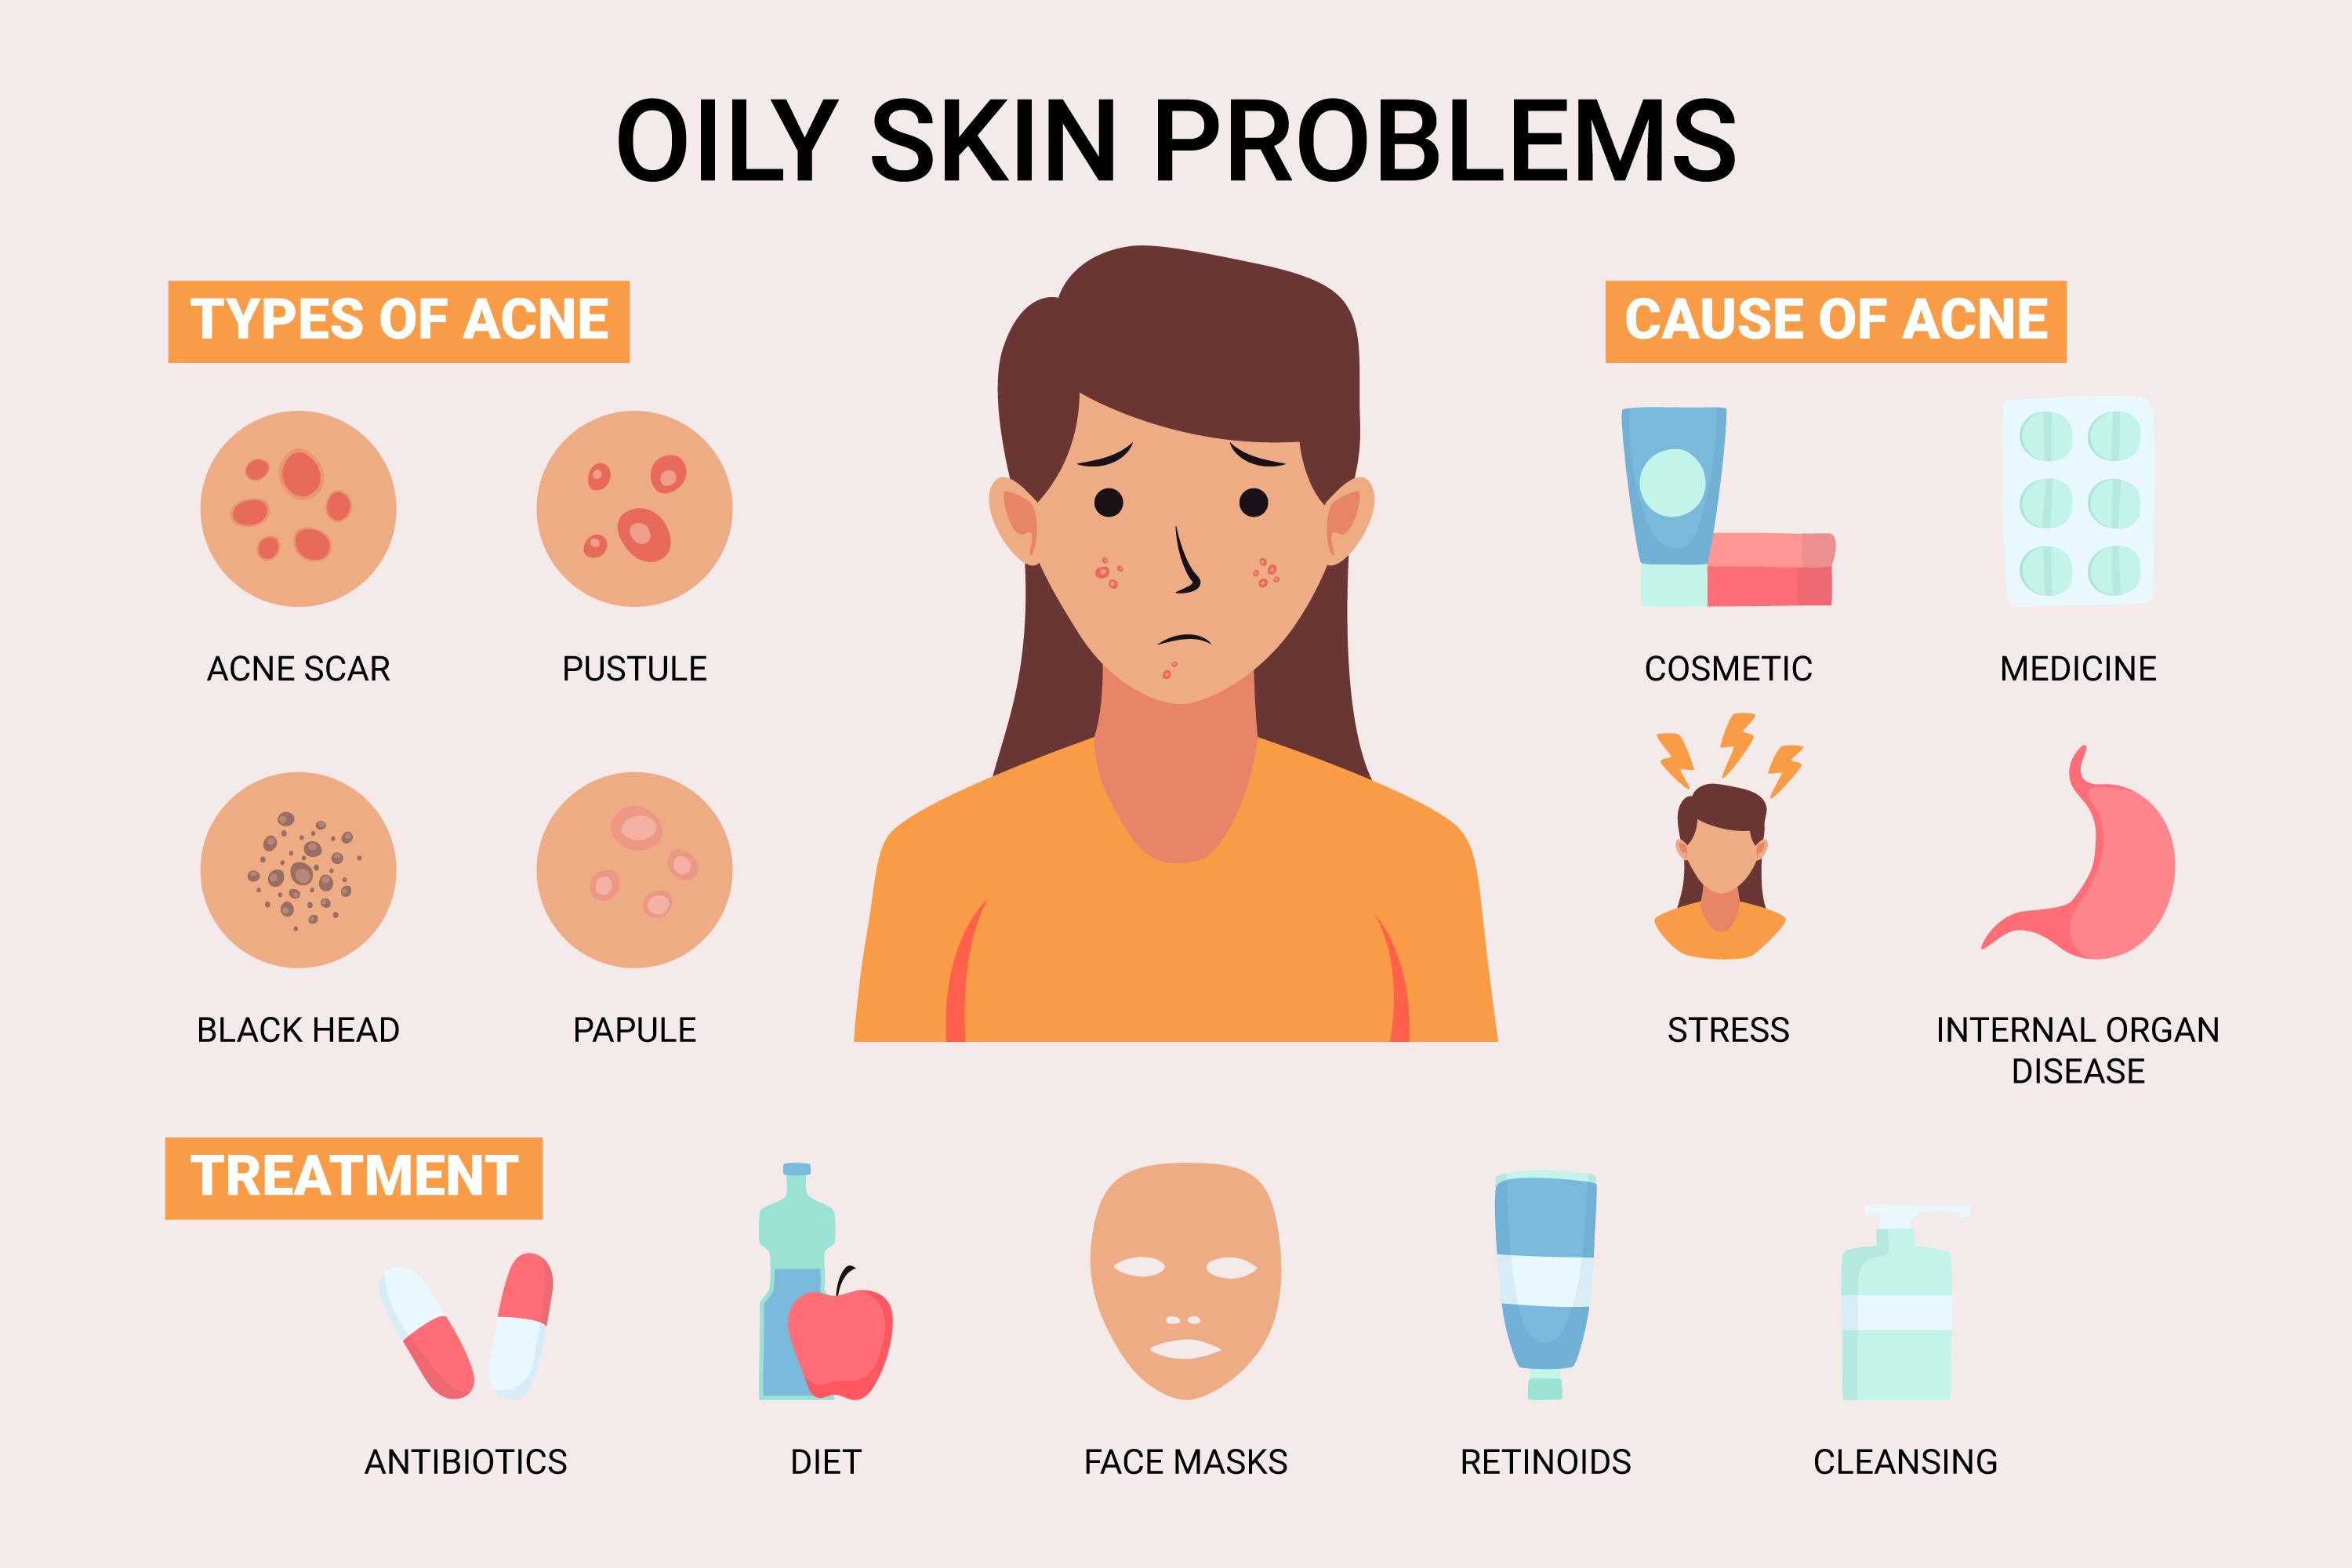 OILY SKIN PROBLEMS
TYPES OF ACNE
ACNE SCAR
PUSTULE
BLACK HEAD
PAPULE
CAUSE OF ACNE
COSMETIC
MEDICINE
STRESS
INTERNAL ORGAN
DISEASE
TREATMENT
ANTIBIOTICS
DIET
FACE MASKS
RETINOIDS
CLEANSING